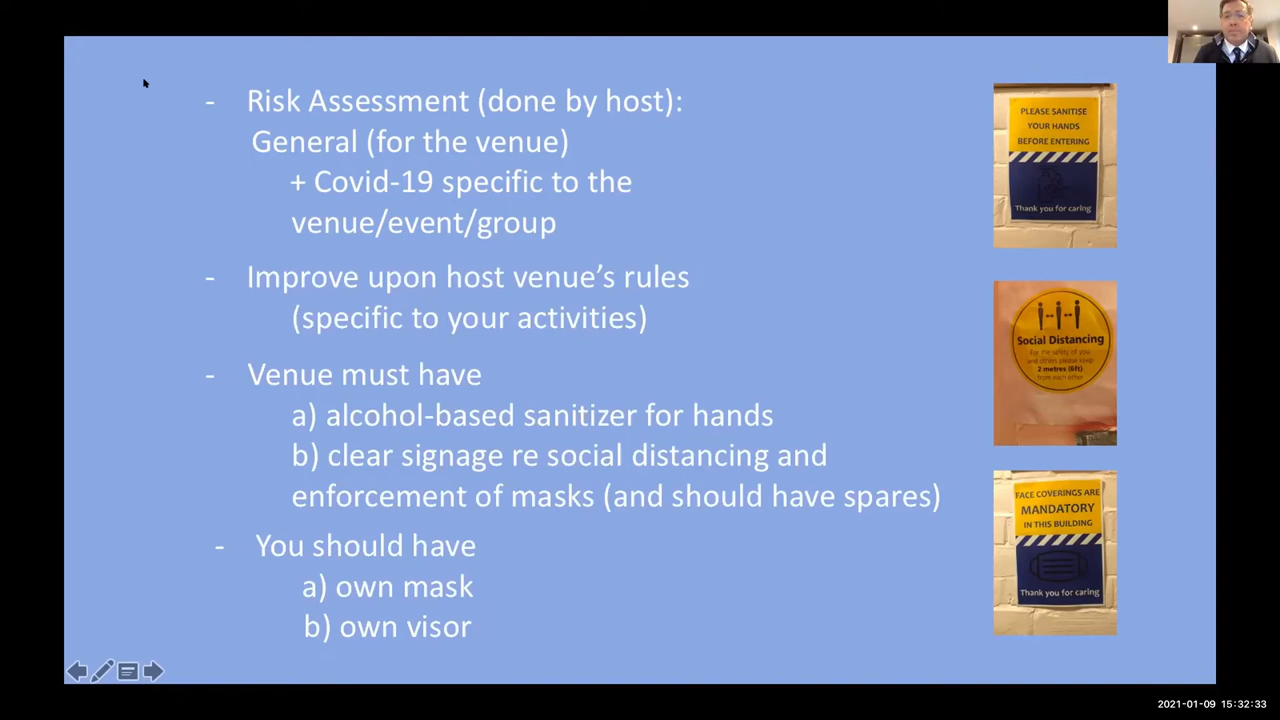 - Risk Assessment (done by host):
General (for the venue)
+ Covid-19 specific to the
venue/event/group
- Improve upon host venue’s rules
(specific to your activities)
- Venue must have
a) alcohol-based sanitizer for hands
b) clear signage re social distancing and
enforcement of masks (and should have spares)
- You should have
a) own mask
b) own visor
PLEASE SANITISE
YOUR HANDS
BEFORE ENTERING
Thank you for caring
Social Distancing
For the safety of you
and others please keep
2 metres (6ft)
from each other
FACE COVERINGS ARE
MANDATORY
IN THIS BUILDING
Thank you for caring
2021-01-09 15:32:33